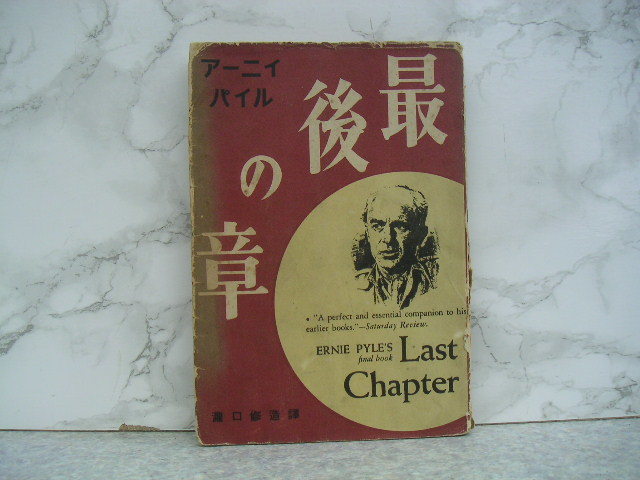 アーニイ
パイル
最後の章
• "A perfect and essential companion to his
earlier books."—Saturday Review.
ERNIE PYLE'S
final book
Last
Chapter
瀧口修造譯